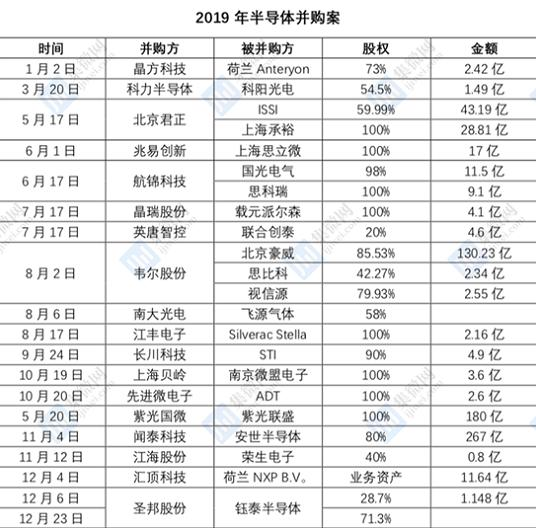 2019 年半导体并购案
时间 并购方 被并购方 股权 金额
1 月 2 日 晶方科技 荷兰 Anteryon 73% 2.42 亿
3 月 20 日 科力半导体 科阳光电 54.5% 1.49 亿
5 月 17 日 北京君正 ISSI 59.99% 43.19 亿
上海承裕 100% 28.81 亿
6 月 1 日 兆易创新 上海思立微 100% 17 亿
6 月 17 日 航锦科技 国光电气 98% 11.5 亿
思科瑞 100% 9.1 亿
7 月 17 日 晶瑞股份 载元派尔森 100% 4.1 亿
7 月 17 日 英唐智控 联合创泰 20% 4.6 亿
8 月 2 日 韦尔股份 北京豪威 85.53% 130.23 亿
思比科 42.27% 2.34 亿
视信源 79.93% 2.55 亿
8 月 6 日 南大光电 飞源气体 58%
8 月 17 日 江丰电子 Silverac Stella 100% 2.16 亿
9 月 24 日 长川科技 STI 90% 4.9 亿
10 月 19 日 上海贝岭 南京微盟电子 100% 3.6 亿
10 月 20 日 先进微电子 ADT 100% 2.6 亿
5 月 20 日 紫光国微 紫光联盛 100% 180 亿
11 月 4 日 闻泰科技 安世半导体 80% 267 亿
11 月 12 日 江海股份 荣生电子 40% 0.8 亿
12 月 4 日 汇顶科技 荷兰 NXP B.V。 业务资产 11.64 亿
12 月 6 日 圣邦股份 钰泰半导体 28.7% 1.148 亿
12 月 23 日 71.3%